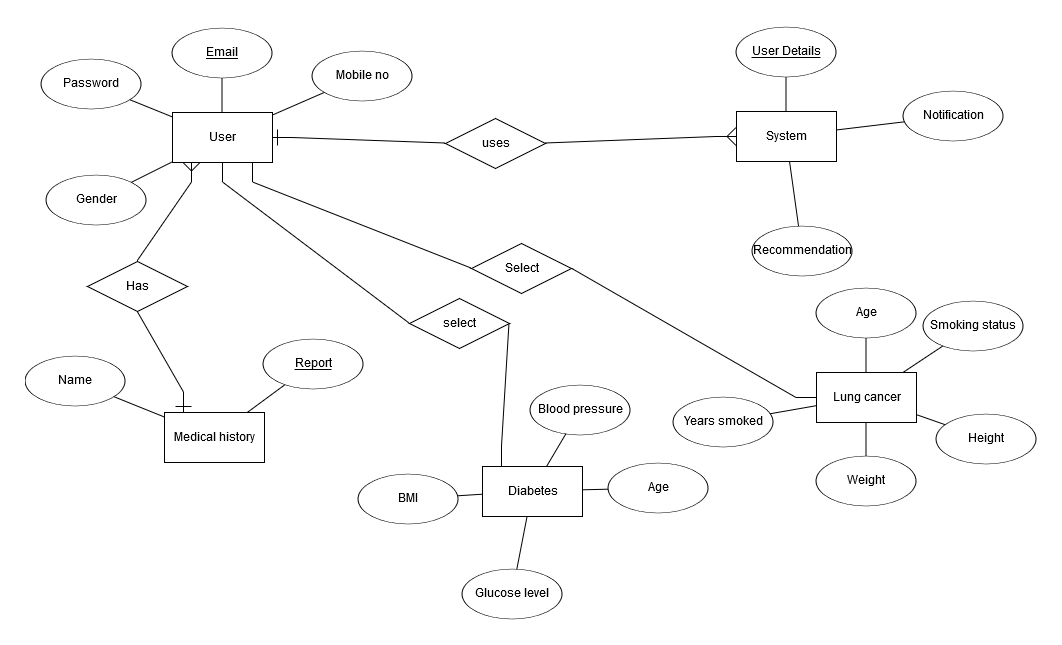 Email
User Details
Mobile no
Password
Notification
User
System
uses
Gender
Recommendation
Select
Has
Age
select
Smoking status
Report
Name
Lung cancer
Blood pressure
Years smoked
Medical history
Height
Weight
Age
Diabetes
BMI
Glucose level